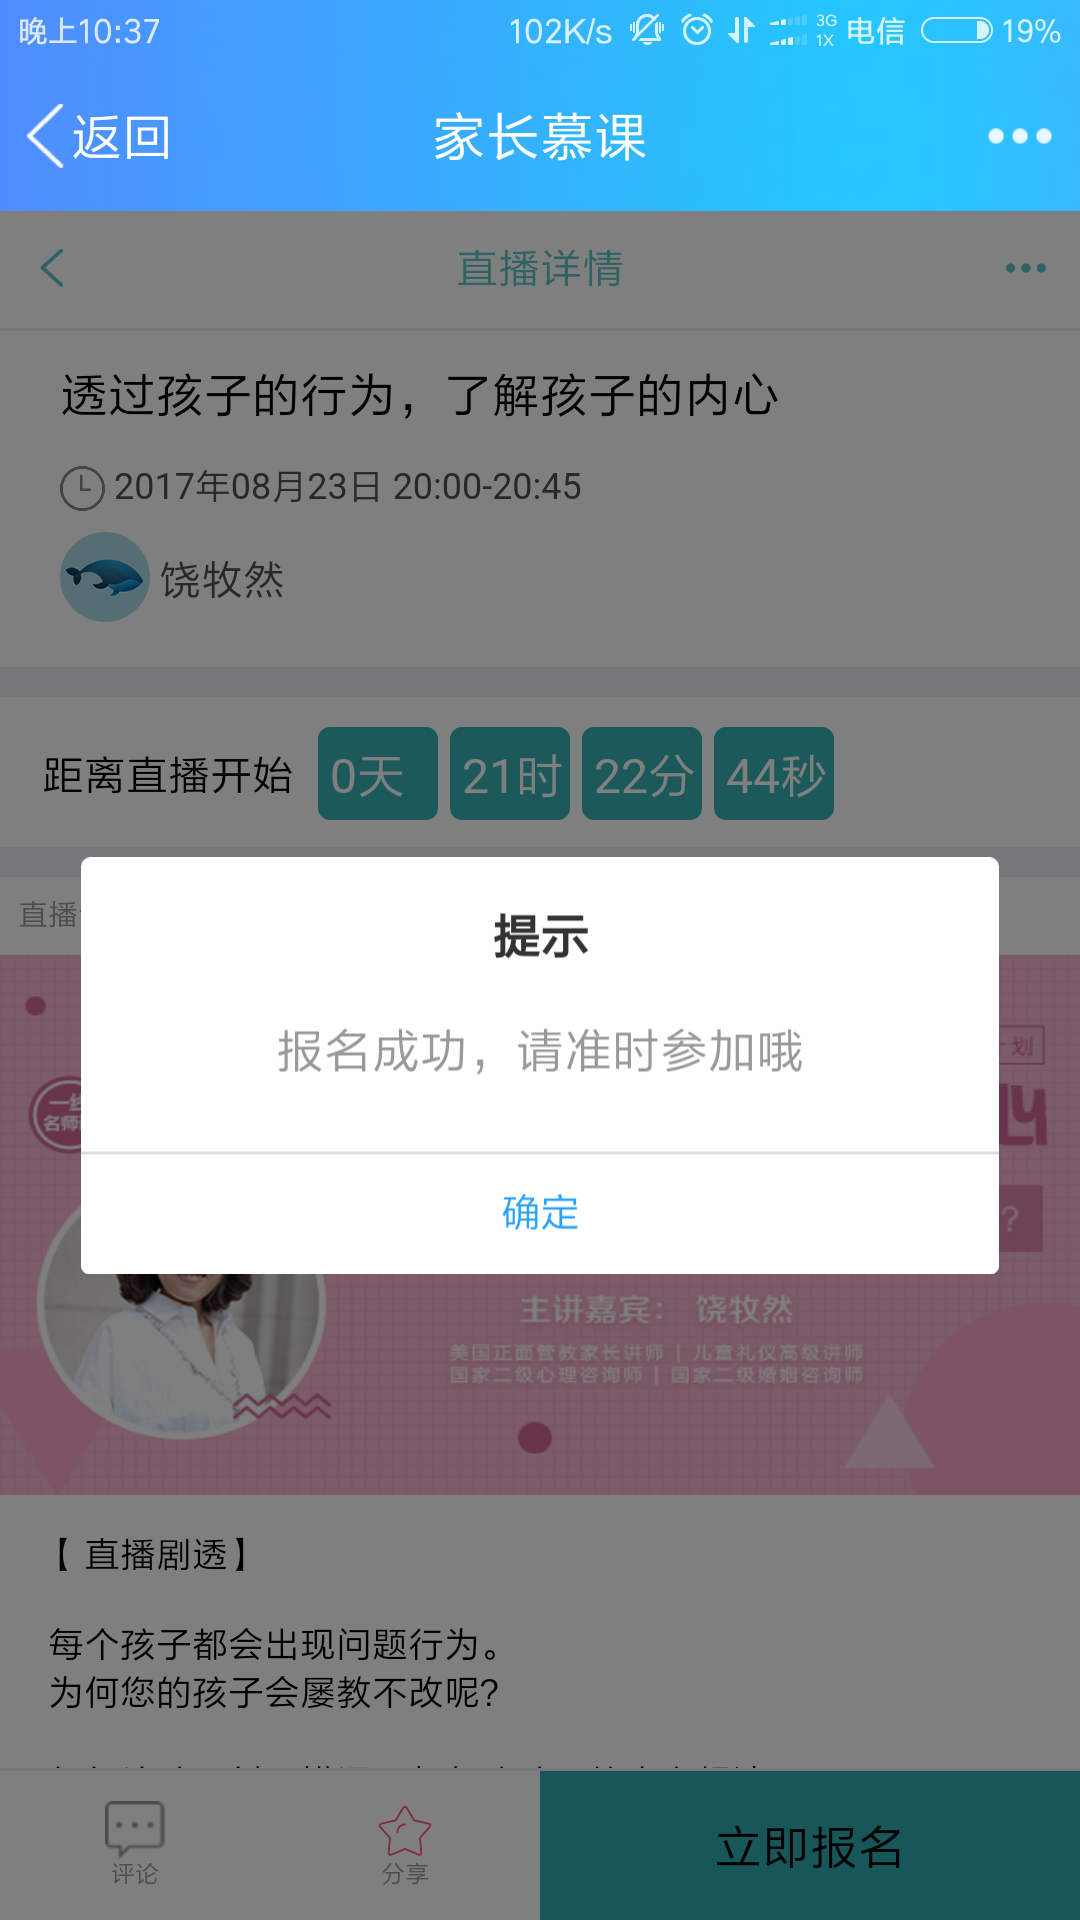 晚上10:37
102K/s
3G
1X
电信
19%
返回
家长慕课
直播详情
透过孩子的行为，了解孩子的内心
2017年08月23日 20:00-20:45
饶牧然
距离直播开始
0天
21时
22分
44秒
直播
提示
报名成功，请准时参加哦
确定
划
名师
?
主讲嘉宾： 饶牧然
美国正面管教家长讲师 | 儿童礼仪高级讲师
国家二级心理咨询师 | 国家二级婚姻咨询师
【 直播剧透】
每个孩子都会出现问题行为。
为何您的孩子会屡教不改呢?
评论
分享
立即报名